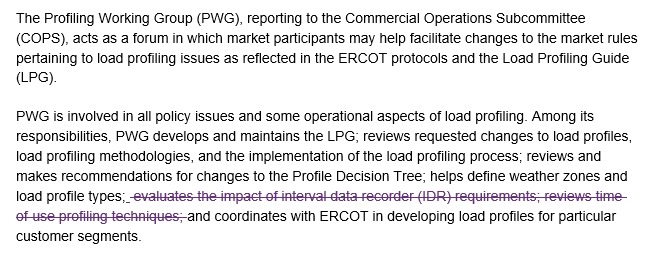 The Profiling Working Group (PWG), reporting to the Commercial Operations Subcommittee
(COPS), acts as a forum in which market participants may help facilitate changes to the market rules
pertaining to load profiling issues as reflected in the ERCOT protocols and the Load Profiling Guide
(LPG).

PWG is involved in all policy issues and some operational aspects of load profiling. Among its
responsibilities, PWG develops and maintains the LPG; reviews requested changes to load profiles,
load profiling methodologies, and the implementation of the load profiling process; reviews and
makes recommendations for changes to the Profile Decision Tree; helps define weather zones and
load profile types; evaluates the impact of interval data recorder (IDR) requirements; reviews time-
of-use profiling techniques; and coordinates with ERCOT in developing load profiles for particular
customer segments.